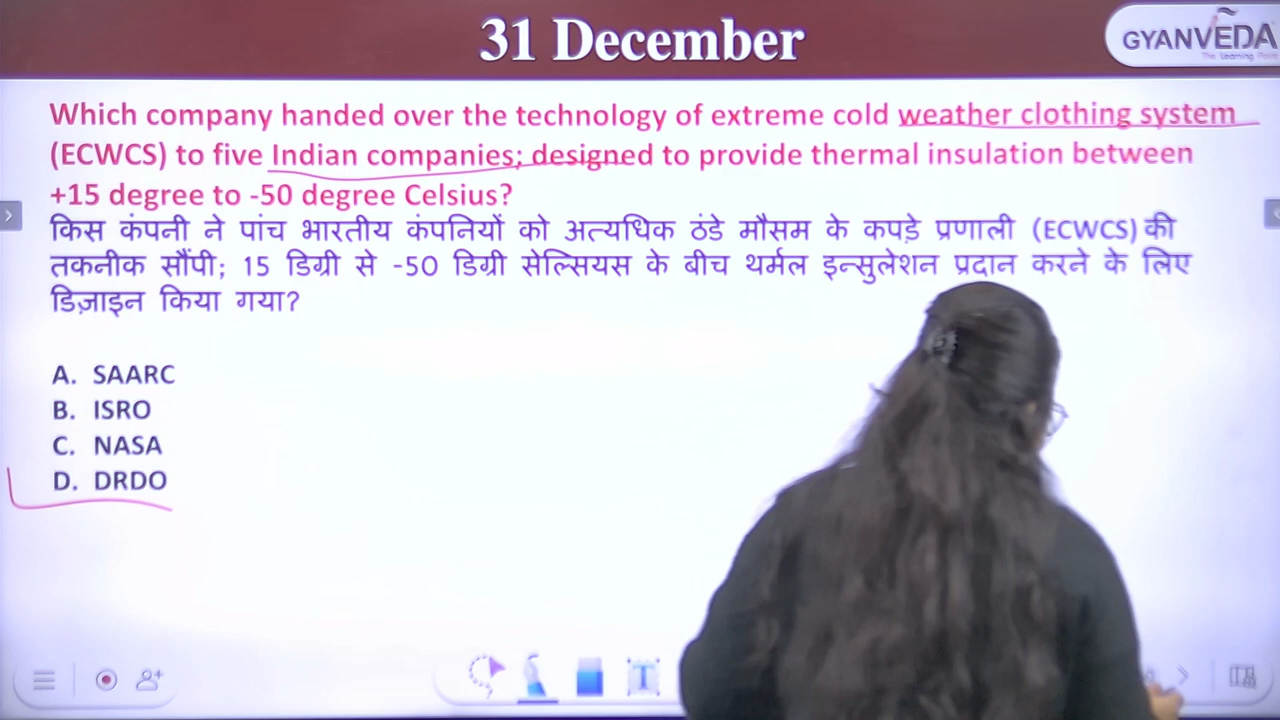 31 December
GYANVEDA
The Learning Point
Which company handed over the technology of extreme cold weather clothing system
(ECWCS) to five Indian companies; designed to provide thermal insulation between
+15 degree to -50 degree Celsius?
किस कंपनी ने पांच भारतीय कंपनियों को अत्यधिक ठंडे मौसम के कपड़े प्रणाली (ECWCS) की
तकनीक सौंपी; 15 डिग्री से -50 डिग्री सेल्सियस के बीच थर्मल इन्सुलेशन प्रदान करने के लिए
डिज़ाइन किया गया?
A. SAARC
B. ISRO
C. NASA
D. DRDO